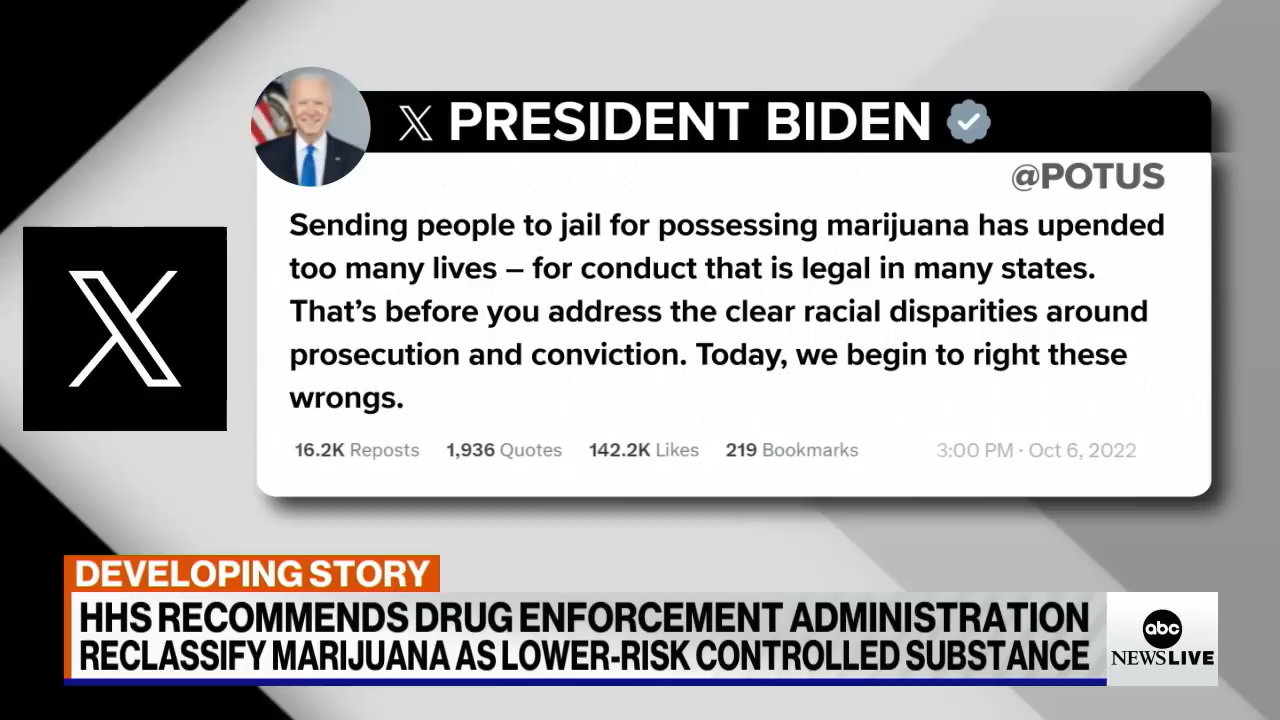 X PRESIDENT BIDEN
@POTUS
Sending people to jail for possessing marijuana has upended
too many lives – for conduct that is legal in many states.
That’s before you address the clear racial disparities around
prosecution and conviction. Today, we begin to right these
wrongs.
16.2K Reposts 1,936 Quotes 142.2K Likes 219 Bookmarks 3:00 PM · Oct 6, 2022
X
DEVELOPING STORY
HHS RECOMMENDS DRUG ENFORCEMENT ADMINISTRATION
RECLASSIFY MARIJUANA AS LOWER-RISK CONTROLLED SUBSTANCE
abc
NEWS LIVE